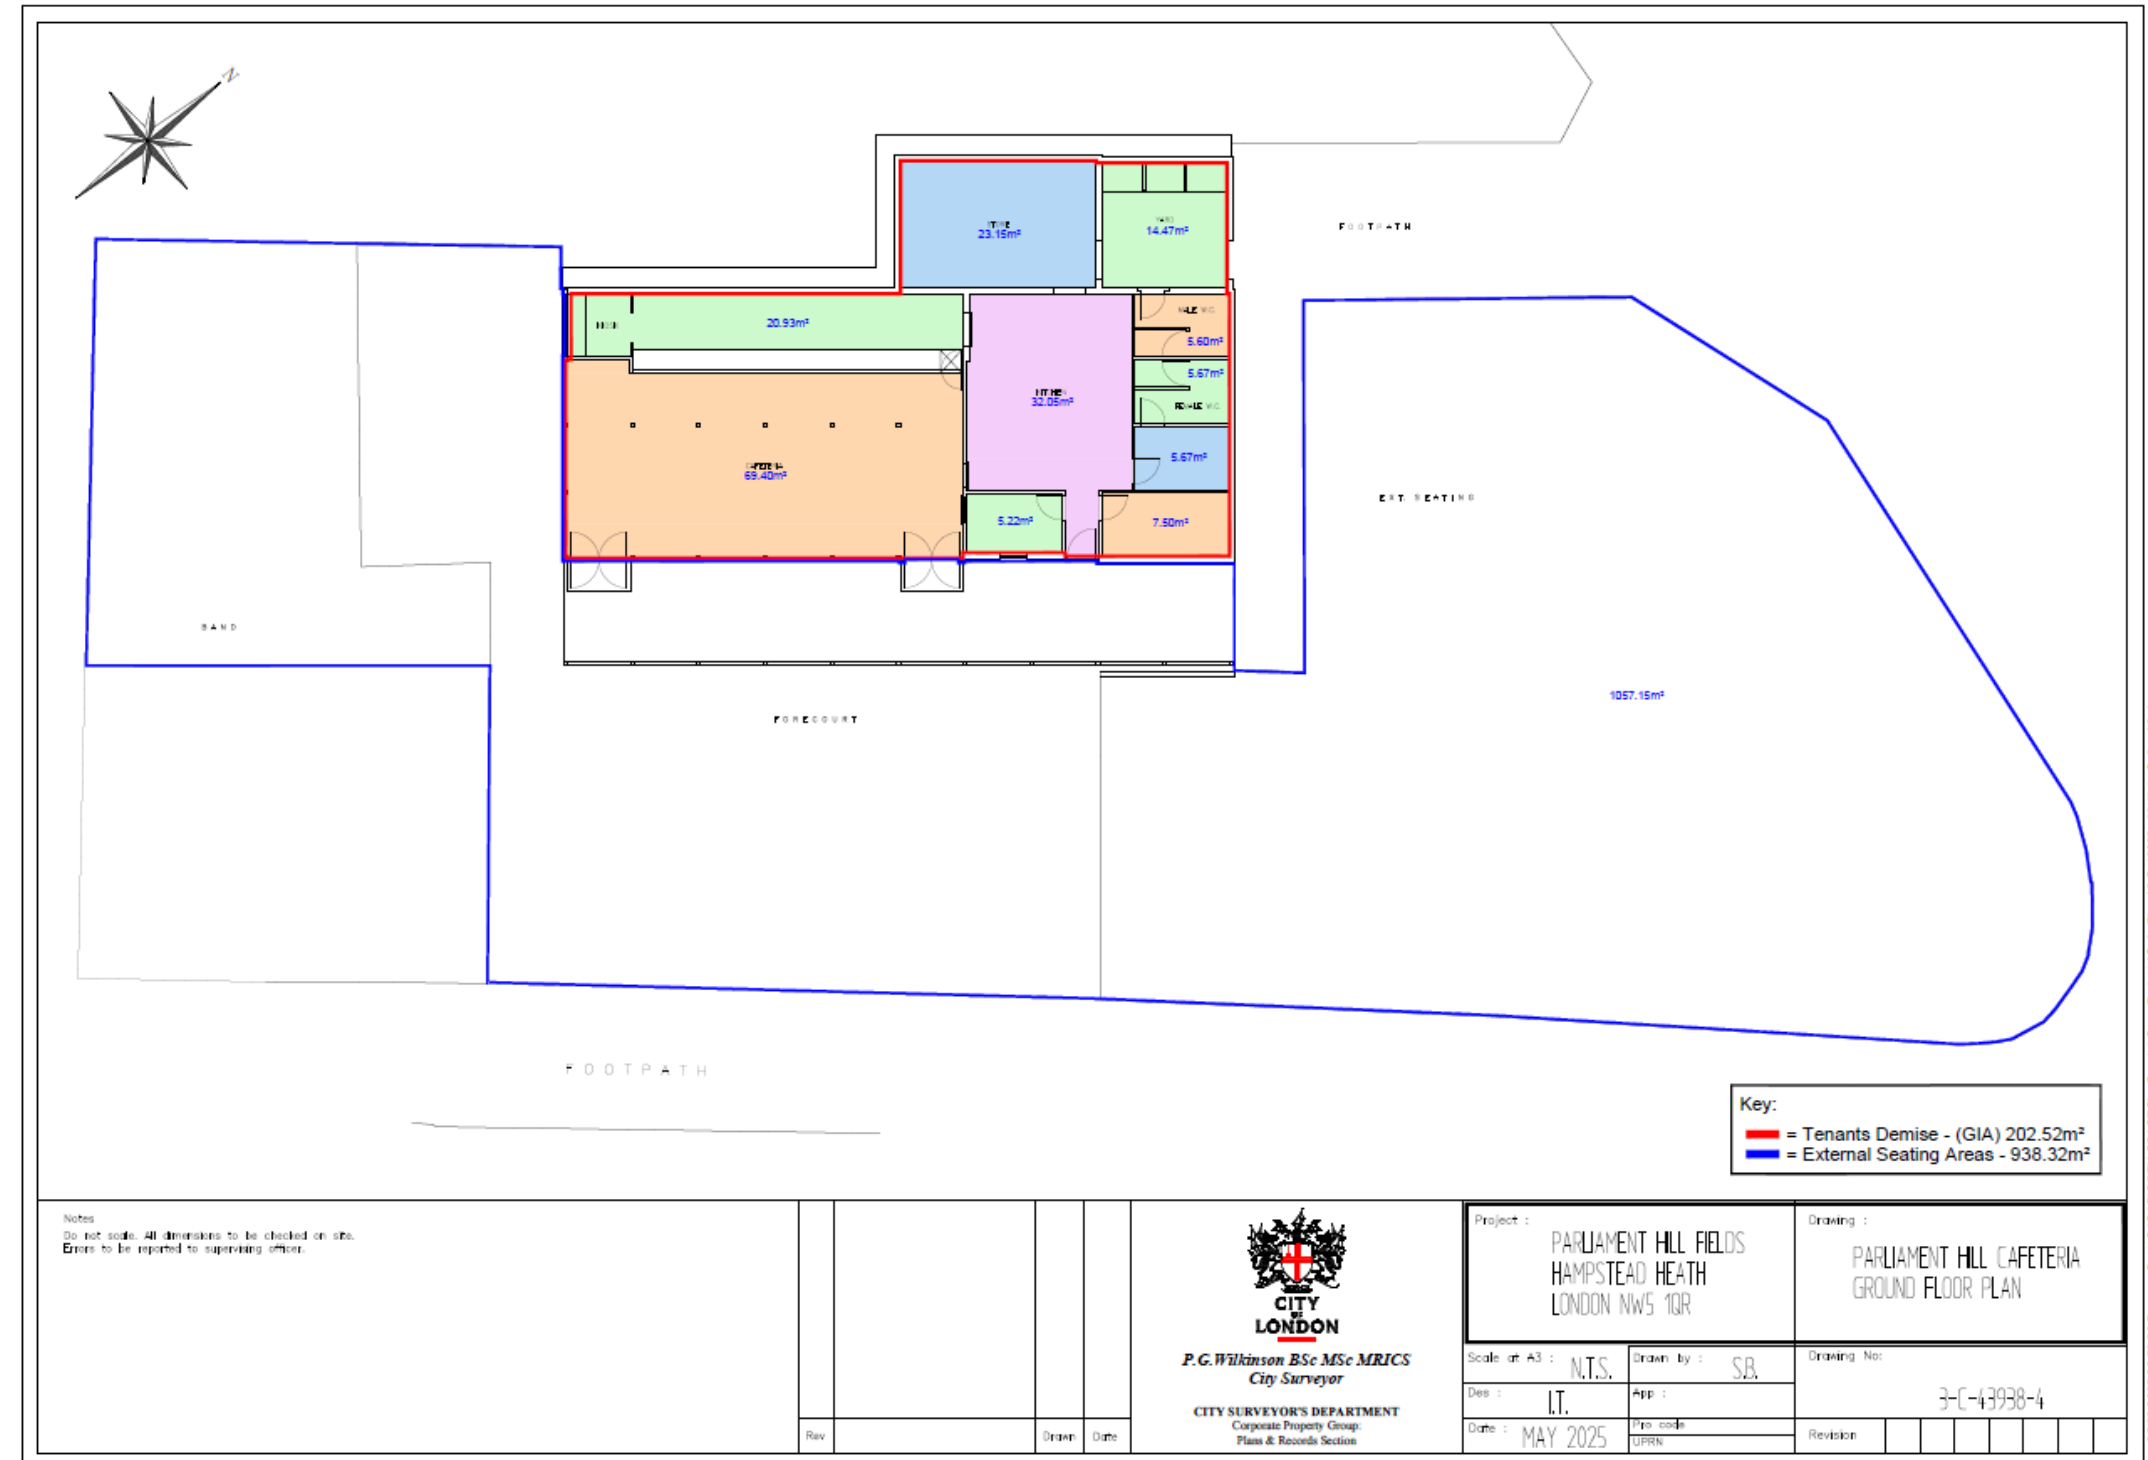 N
STORE
23.15m²
YARD
14.47m²
FOOTPATH
KIOSK
20.93m²
MALE W.C.
5.60m²
5.67m²
FEMALE W.C.
KITCHEN
32.05m²
CAFETERIA
69.40m²
5.67m²
5.22m²
7.50m²
EXT. SEATING
SAND
1057.15m²
FORECOURT
FOOTPATH
Key:
= Tenants Demise - (GIA) 202.52m²
= External Seating Areas - 938.32m²
Notes
Do not scale. All dimensions to be checked on site.
Errors to be reported to supervising officer.
Rev
Drawn
Date
CITY
OF
LONDON
P.G.Wilkinson BSc MSc MRICS
City Surveyor
CITY SURVEYOR'S DEPARTMENT
Corporate Property Group:
Plans & Records Section
Project :
PARLIAMENT HILL FIELDS
HAMPSTEAD HEATH
LONDON NW5 1QR
Drawing :
PARLIAMENT HILL CAFETERIA
GROUND FLOOR PLAN
Scale at A3 : N.T.S.
Drawn by : S.B.
Drawing No:
3-C-43938-4
Des : I.T.
App :
Date : MAY 2025
Pro code
UPRN
Revision